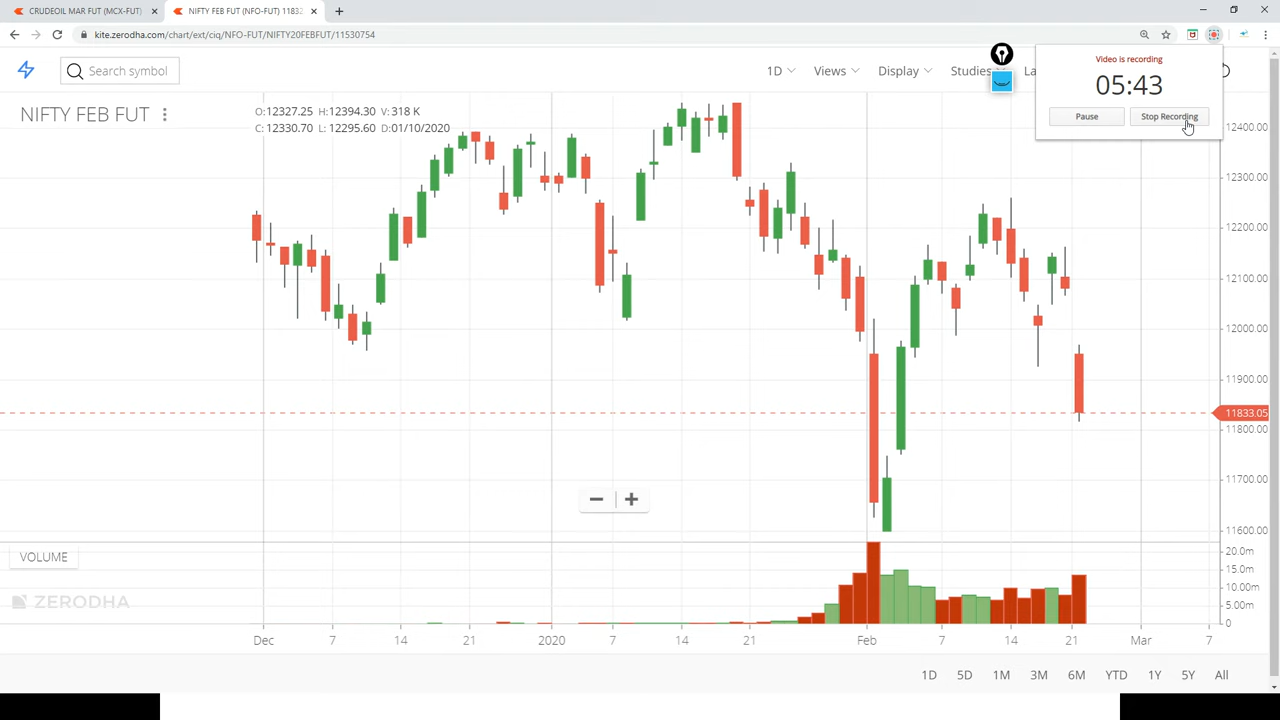 CRUDEOIL MAR FUT (MCX-FUT)
NIFTY FEB FUT (NFO-FUT) 11832
kite.zerodha.com/chart/ext/ciq/NFO-FUT/NIFTY20FEBFUT/11530754
Search symbol
1D
Views
Display
Studies
La
Video is recording
05:43
Pause
Stop Recording
NIFTY FEB FUT
O:12327.25 H:12394.30 V:318 K
C:12330.70 L:12295.60 D:01/10/2020
12400.00
12300.00
12200.00
12100.00
12000.00
11900.00
11833.05
11800.00
11700.00
11600.00
VOLUME
20.0m
15.0m
10.00m
5.00m
0
ZERODHA
Dec 7 14 21 2020 7 14 21 Feb 7 14 21 Mar 7
1D 5D 1M 3M 6M YTD 1Y 5Y All